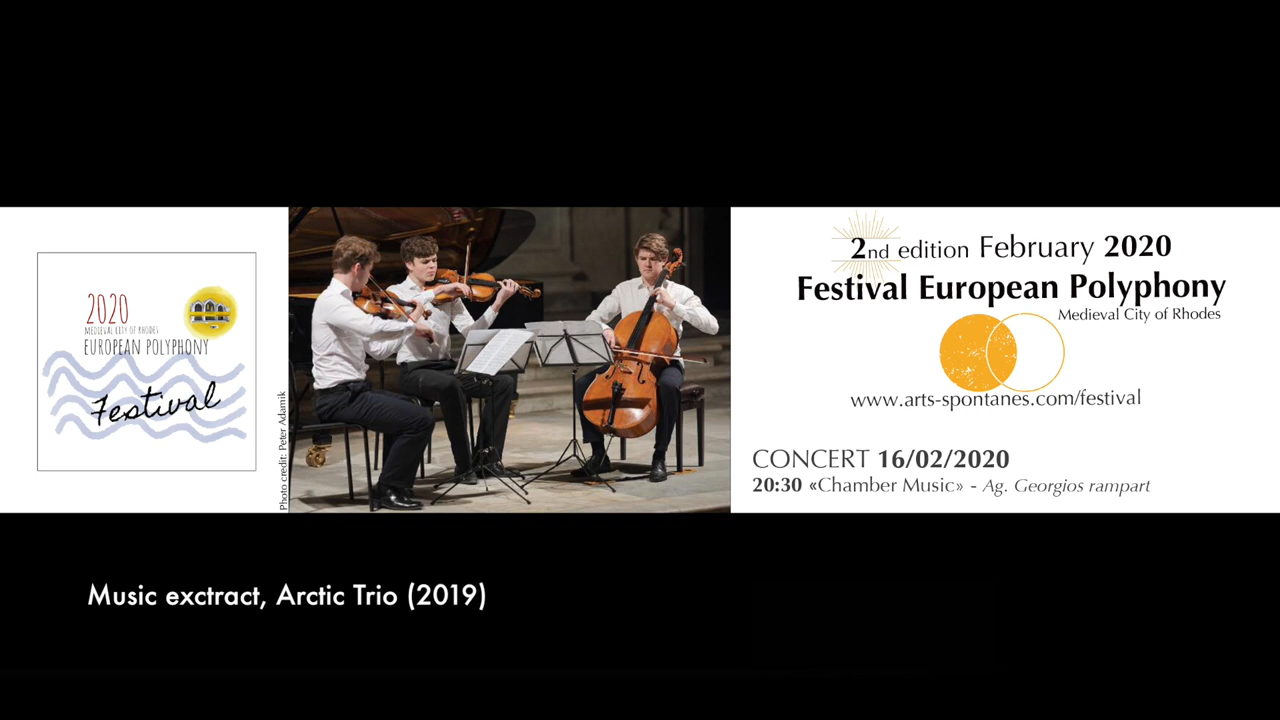 2020
MEDIEVAL CITY OF RHODES
EUROPEAN POLYPHONY
Festival
Photo credit: Peter Adamik
2nd edition February 2020
Festival European Polyphony
Medieval City of Rhodes
www.arts-spontanes.com/festival
CONCERT 16/02/2020
20:30 «Chamber Music» - Ag. Georgios rampart
Music exctract, Arctic Trio (2019)